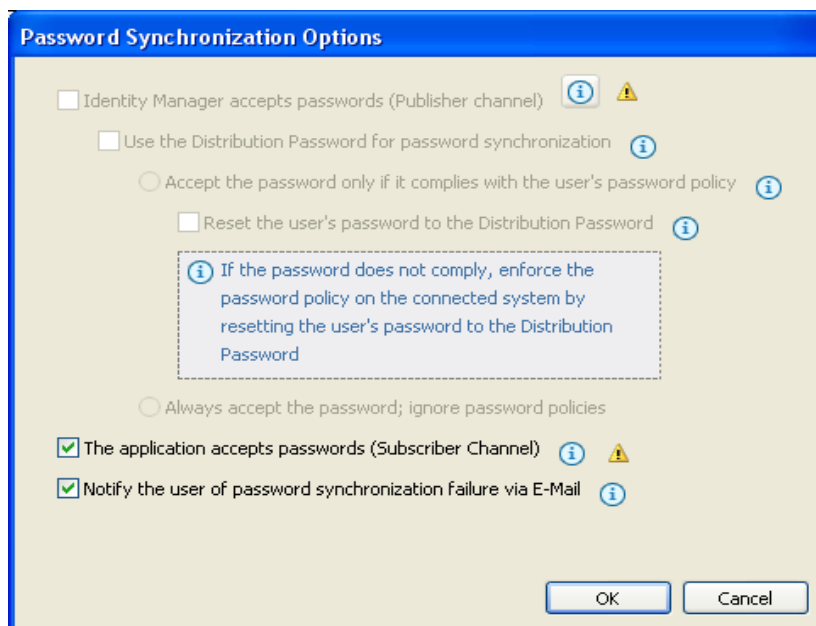 Password Synchronization Options
Identity Manager accepts passwords (Publisher channel)
Use the Distribution Password for password synchronization
Accept the password only if it complies with the user's password policy
Reset the user's password to the Distribution Password
If the password does not comply, enforce the
password policy on the connected system by
resetting the user's password to the Distribution
Password
Always accept the password; ignore password policies
The application accepts passwords (Subscriber Channel)
Notify the user of password synchronization failure via E-Mail
OK Cancel